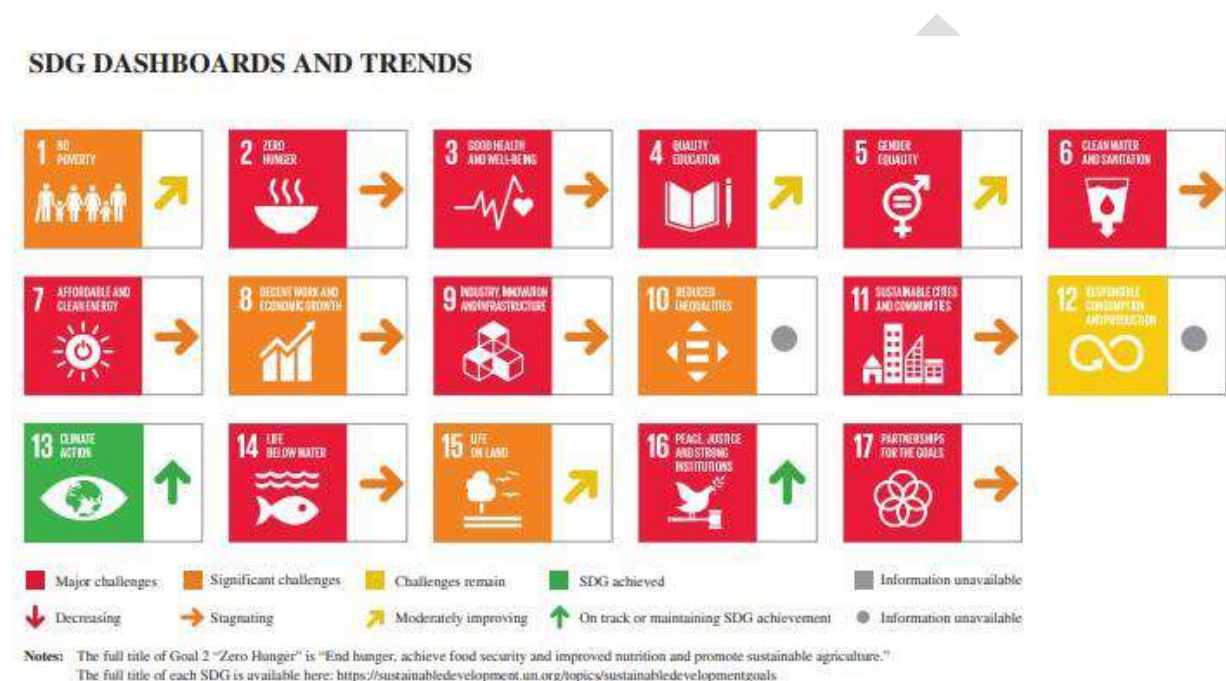 SDG DASHBOARDS AND TRENDS
1 NO
POVERTY
2 ZERO
HUNGER
3 GOOD HEALTH
AND WELL-BEING
4 QUALITY
EDUCATION
5 GENDER
EQUALITY
6 CLEAN WATER
AND SANITATION
7 AFFORDABLE AND
CLEAN ENERGY
8 DECENT WORK AND
ECONOMIC GROWTH
9 INDUSTRY, INNOVATION
AND INFRASTRUCTURE
10 REDUCED
INEQUALITIES
11 SUSTAINABLE CITIES
AND COMMUNITIES
12 RESPONSIBLE
CONSUMPTION
AND PRODUCTION
13 CLIMATE
ACTION
14 LIFE
BELOW WATER
15 LIFE
ON LAND
16 PEACE, JUSTICE
AND STRONG
INSTITUTIONS
17 PARTNERSHIPS
FOR THE GOALS
Major challenges Significant challenges Challenges remain SDG achieved Information unavailable
Decreasing Stagnating Moderately improving On track or maintaining SDG achievement Information unavailable
Notes: The full title of Goal 2 “Zero Hunger” is “End hunger, achieve food security and improved nutrition and promote sustainable agriculture.”
The full title of each SDG is available here: https://sustainabledevelopment.un.org/topics/sustainabledevelopmentgoals